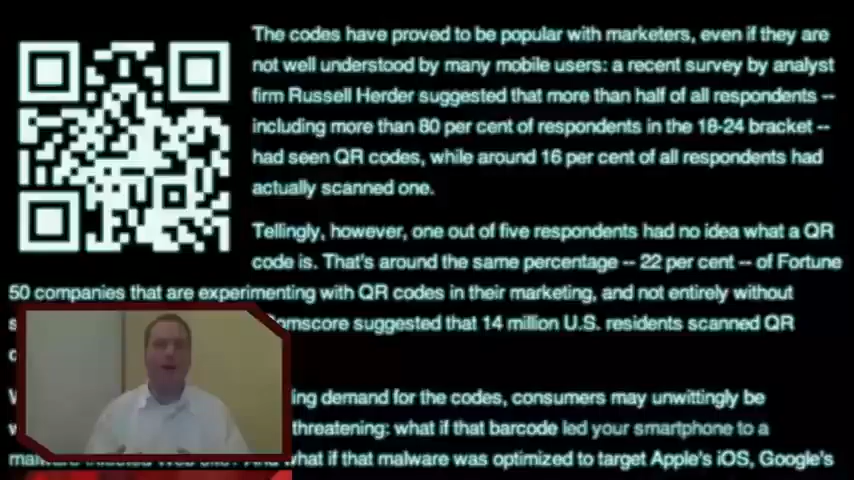 The codes have proved to be popular with marketers, even if they are
not well understood by many mobile users: a recent survey by analyst
firm Russell Herder suggested that more than half of all respondents --
including more than 80 per cent of respondents in the 18-24 bracket --
had seen QR codes, while around 16 per cent of all respondents had
actually scanned one.
Tellingly, however, one out of five respondents had no idea what a QR
code is. That's around the same percentage -- 22 per cent -- of Fortune
50 companies that are experimenting with QR codes in their marketing, and not entirely without
suggested that 14 million U.S. residents scanned QR
demand for the codes, consumers may unwittingly be
threatening: what if that barcode led your smartphone to a
what if that malware was optimized to target Apple's iOS, Google's